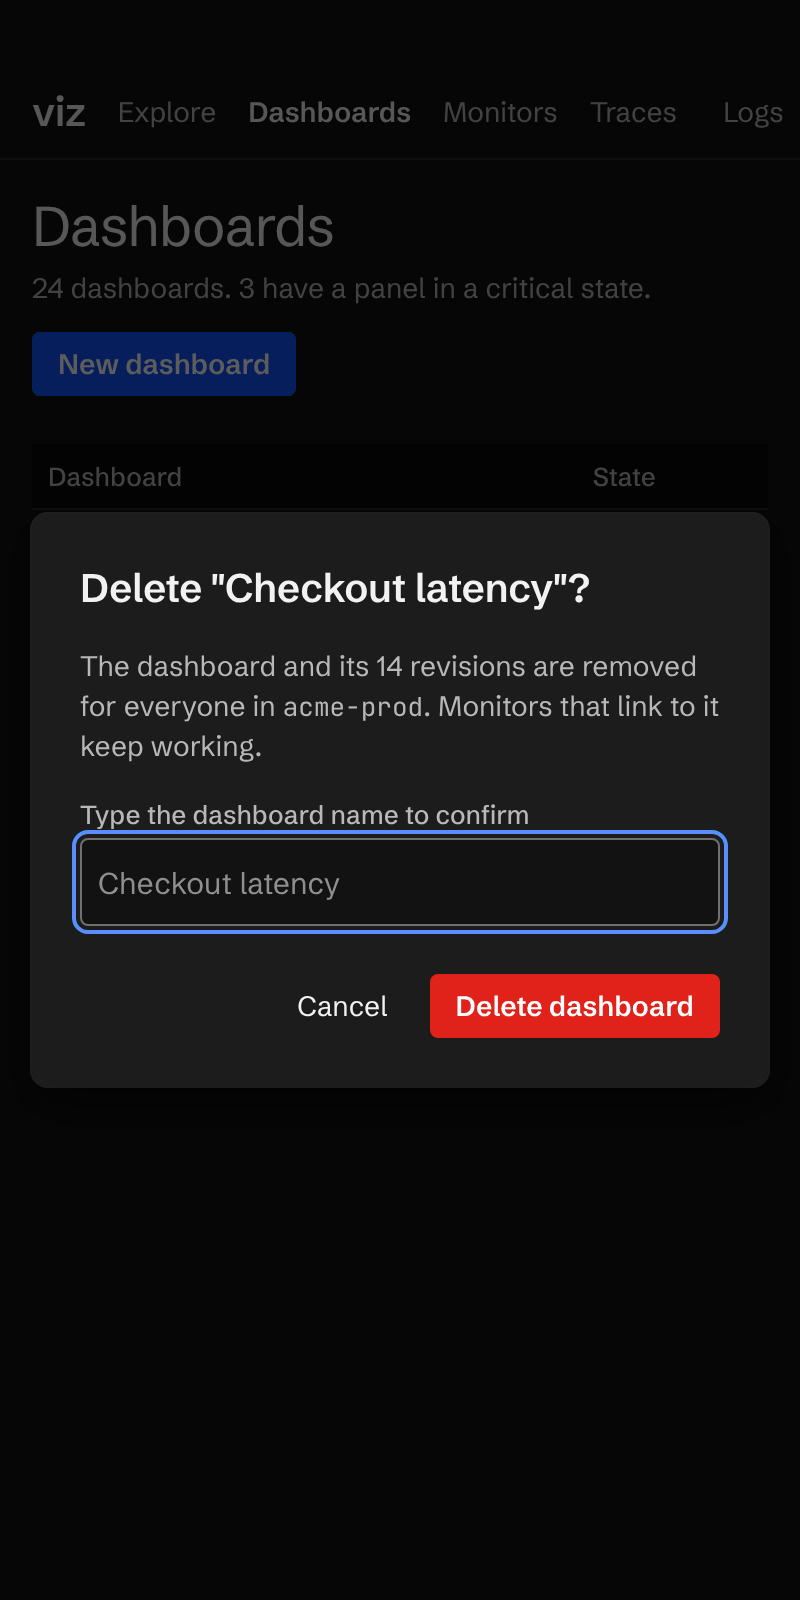 viz Explore Dashboards Monitors Traces Logs
Dashboards
24 dashboards. 3 have a panel in a critical state.
New dashboard
Dashboard State
Delete "Checkout latency"?
The dashboard and its 14 revisions are removed
for everyone in acme-prod. Monitors that link to it
keep working.
Type the dashboard name to confirm
Checkout latency
Cancel Delete dashboard